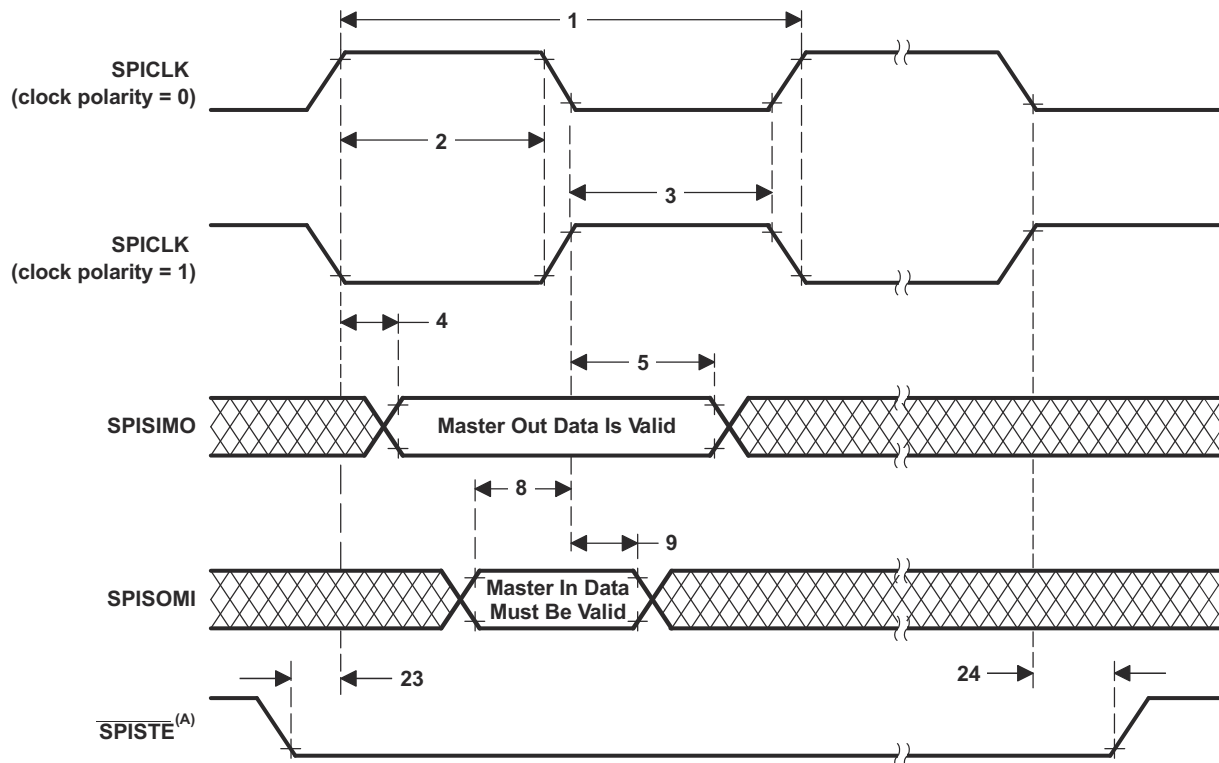 1
SPICLK
(clock polarity = 0)
2
3
SPICLK
(clock polarity = 1)
4
5
SPISIMO
Master Out Data Is Valid
8
9
SPISOMI
Master In Data
Must Be Valid
23
24
SPISTE(A)